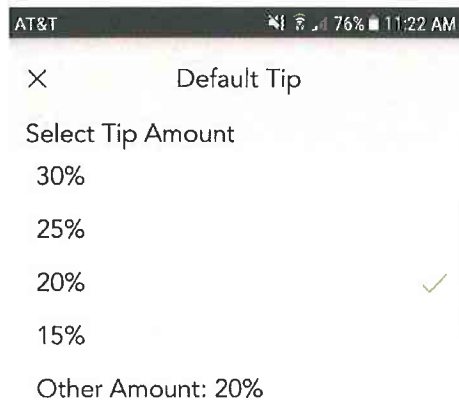 AT&T 76% 11:22 AM
Default Tip
Select Tip Amount
30%
25%
20%
15%
Other Amount: 20%